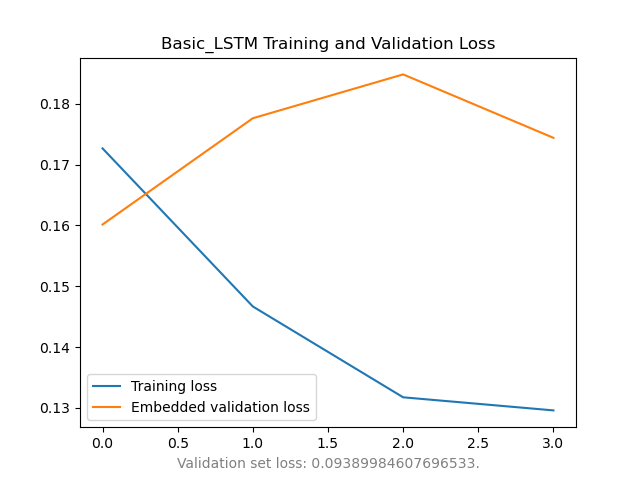 Basic_LSTM Training and Validation Loss
0.18
0.17
0.16
0.15
0.14
0.13
Training loss
Embedded validation loss
0.0 0.5 1.0 1.5 2.0 2.5 3.0
Validation set loss: 0.09389984607696533.